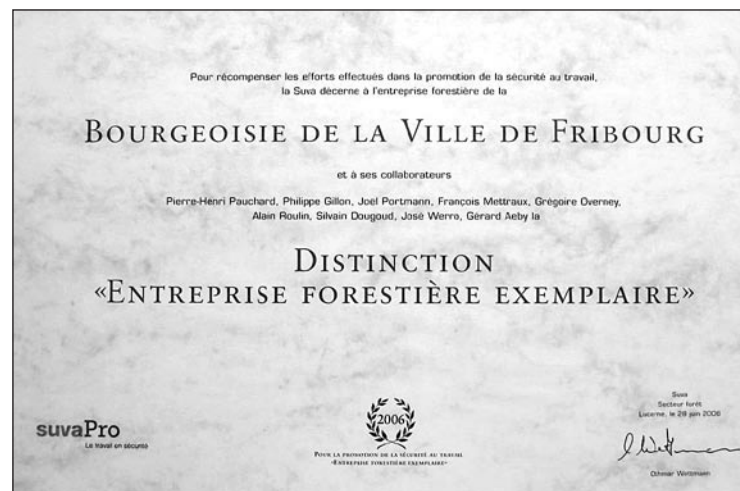 Pour récompenser les efforts effectués dans la promotion de la sécurité au travail,
la Suva décerne à l'entreprise forestière de la
BOURGEOISIE DE LA VILLE DE FRIBOURG
et à ses collaborateurs
Pierre-Henri Pauchard, Philippe Gillon, Joël Portmann, François Mettraux, Grégoire Overney,
Alain Roulin, Silvain Dougoud, José Werro, Gérard Aeby la
DISTINCTION
«ENTREPRISE FORESTIÈRE EXEMPLAIRE»
suvaPro
Le travail en sécurité
2006
POUR LA PROMOTION DE LA SÉCURITÉ AU TRAVAIL
«ENTREPRISE FORESTIÈRE EXEMPLAIRE»
Suva
Secteur forêt
Lucerne, le 28 juin 2006
Othmar Wettmann